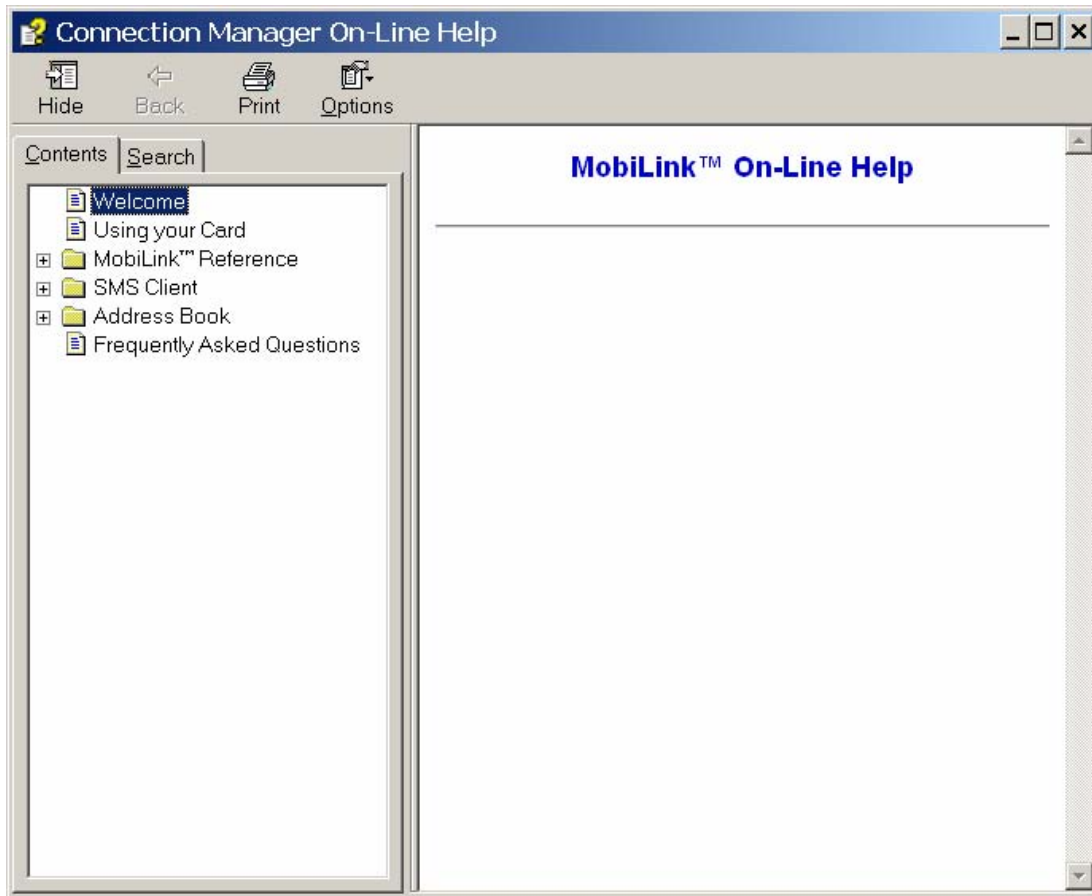 Connection Manager On-Line Help
Hide Back Print Options
Contents Search
Welcome
Using your Card
MobiLink™ Reference
SMS Client
Address Book
Frequently Asked Questions
MobiLink™ On-Line Help